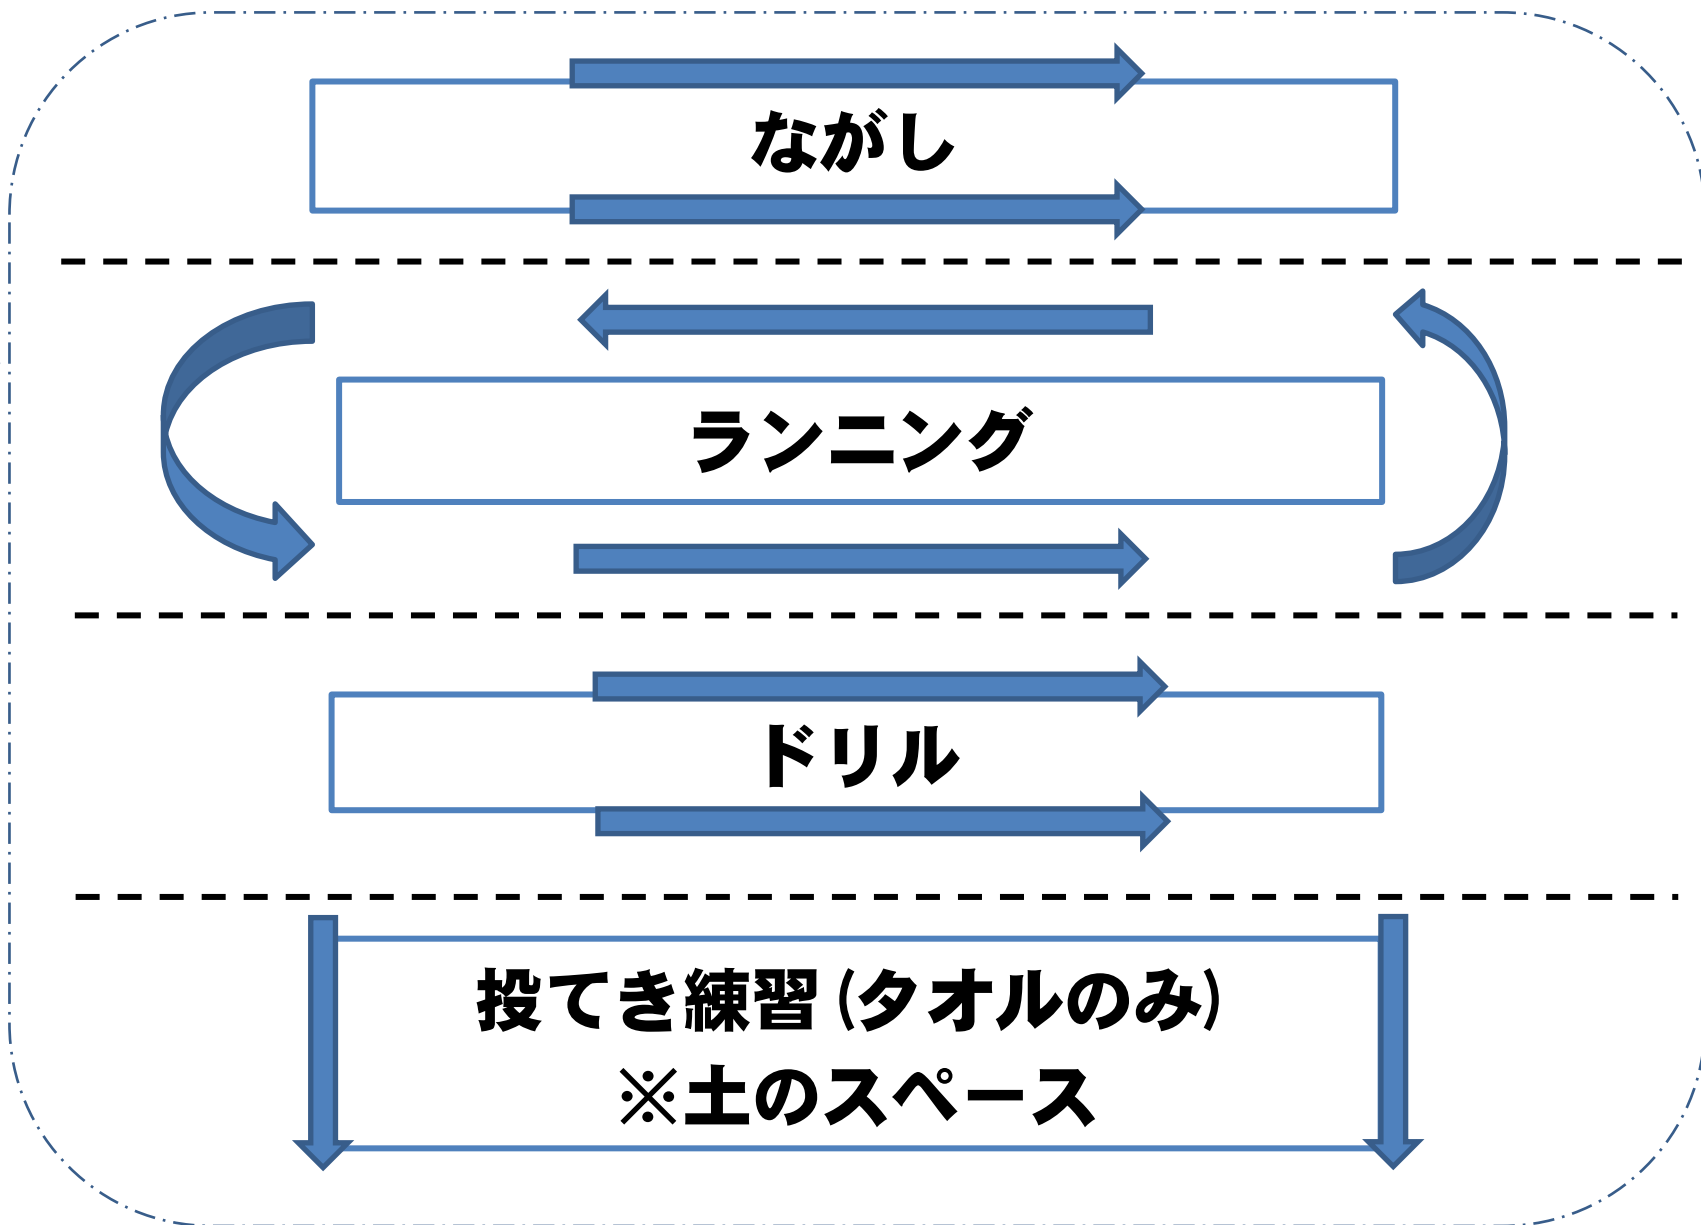 ながし
ランニング
ドリル
投てき練習(タオルのみ)
※土のスペース